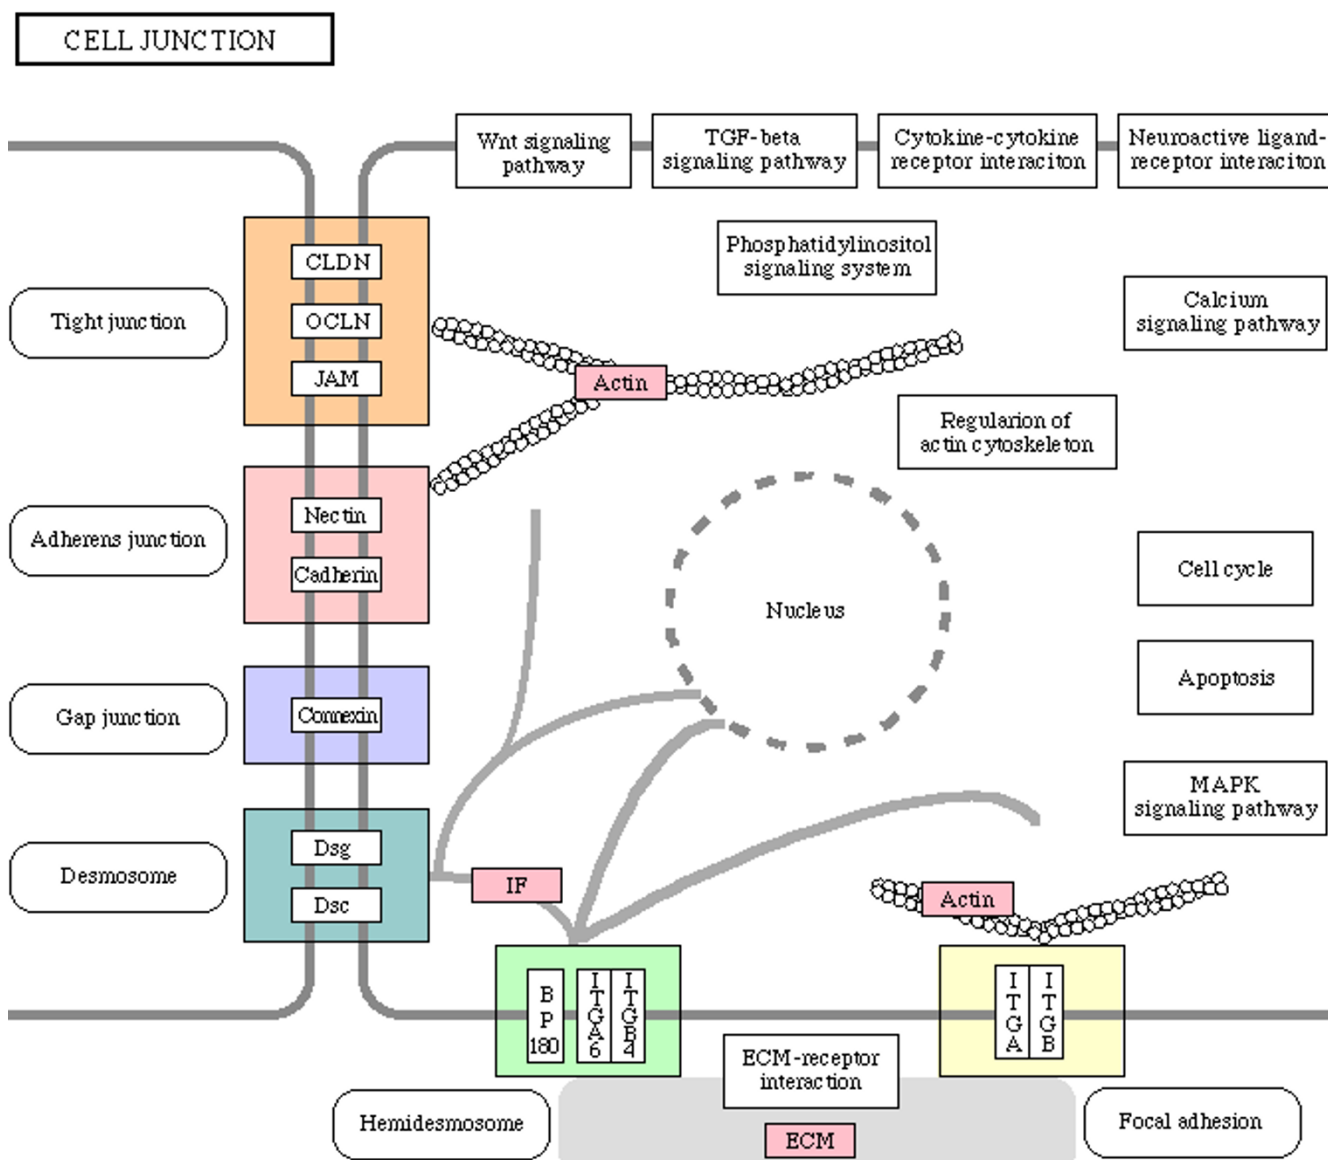 CELL JUNCTION
Wnt signaling
pathway
TGF-beta
signaling pathway
Cytokine-cytokine
receptor interaciton
Neuroactive ligand-
receptor interaciton
Phosphatidylinositol
signaling system
CLDN
Calcium
signaling pathway
Tight junction
OCLN
JAM
Actin
Regularion of
actin cytoskeleton
Nectin
Adherens junction
Cadherin
Cell cycle
Nucleus
Apoptosis
Gap junction
Connexin
MAPK
signaling pathway
Dsg
Desmosome
Dsc
IF
Actin
BP180
ITGA6
ITGB4
ITGA
ITGB
ECM-receptor
interaction
Hemidesmosome
ECM
Focal adhesion